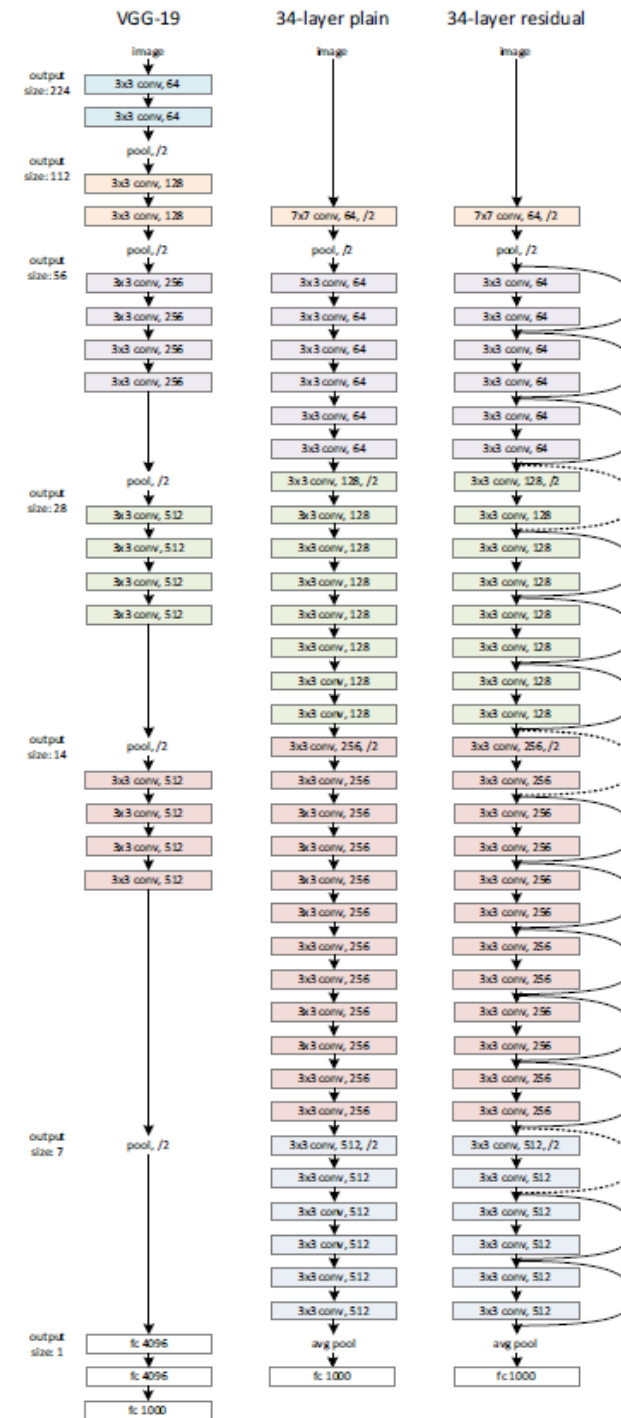 VGG-19
34-layer plain
34-layer residual
output
size: 224
output
size: 112
output
size: 56
output
size: 28
output
size: 14
output
size: 7
output
size: 1
image
3x3 conv, 64
3x3 conv, 64
pool, /2
3x3 conv, 128
3x3 conv, 128
pool, /2
3x3 conv, 256
3x3 conv, 256
3x3 conv, 256
3x3 conv, 256
pool, /2
3x3 conv, 512
3x3 conv, 512
3x3 conv, 512
3x3 conv, 512
pool, /2
3x3 conv, 512
3x3 conv, 512
3x3 conv, 512
3x3 conv, 512
pool, /2
fc 4096
fc 4096
fc 1000
image
7x7 conv, 64, /2
pool, /2
3x3 conv, 64
3x3 conv, 64
3x3 conv, 64
3x3 conv, 64
3x3 conv, 64
3x3 conv, 64
3x3 conv, 128, /2
3x3 conv, 128
3x3 conv, 128
3x3 conv, 128
3x3 conv, 128
3x3 conv, 128
3x3 conv, 128
3x3 conv, 128
3x3 conv, 256, /2
3x3 conv, 256
3x3 conv, 256
3x3 conv, 256
3x3 conv, 256
3x3 conv, 256
3x3 conv, 256
3x3 conv, 256
3x3 conv, 256
3x3 conv, 256
3x3 conv, 256
3x3 conv, 256
3x3 conv, 512, /2
3x3 conv, 512
3x3 conv, 512
3x3 conv, 512
3x3 conv, 512
3x3 conv, 512
avg pool
fc 1000
image
7x7 conv, 64, /2
pool, /2
3x3 conv, 64
3x3 conv, 64
3x3 conv, 64
3x3 conv, 64
3x3 conv, 64
3x3 conv, 64
3x3 conv, 128, /2
3x3 conv, 128
3x3 conv, 128
3x3 conv, 128
3x3 conv, 128
3x3 conv, 128
3x3 conv, 128
3x3 conv, 128
3x3 conv, 256, /2
3x3 conv, 256
3x3 conv, 256
3x3 conv, 256
3x3 conv, 256
3x3 conv, 256
3x3 conv, 256
3x3 conv, 256
3x3 conv, 256
3x3 conv, 256
3x3 conv, 256
3x3 conv, 256
3x3 conv, 512, /2
3x3 conv, 512
3x3 conv, 512
3x3 conv, 512
3x3 conv, 512
3x3 conv, 512
avg pool
fc 1000